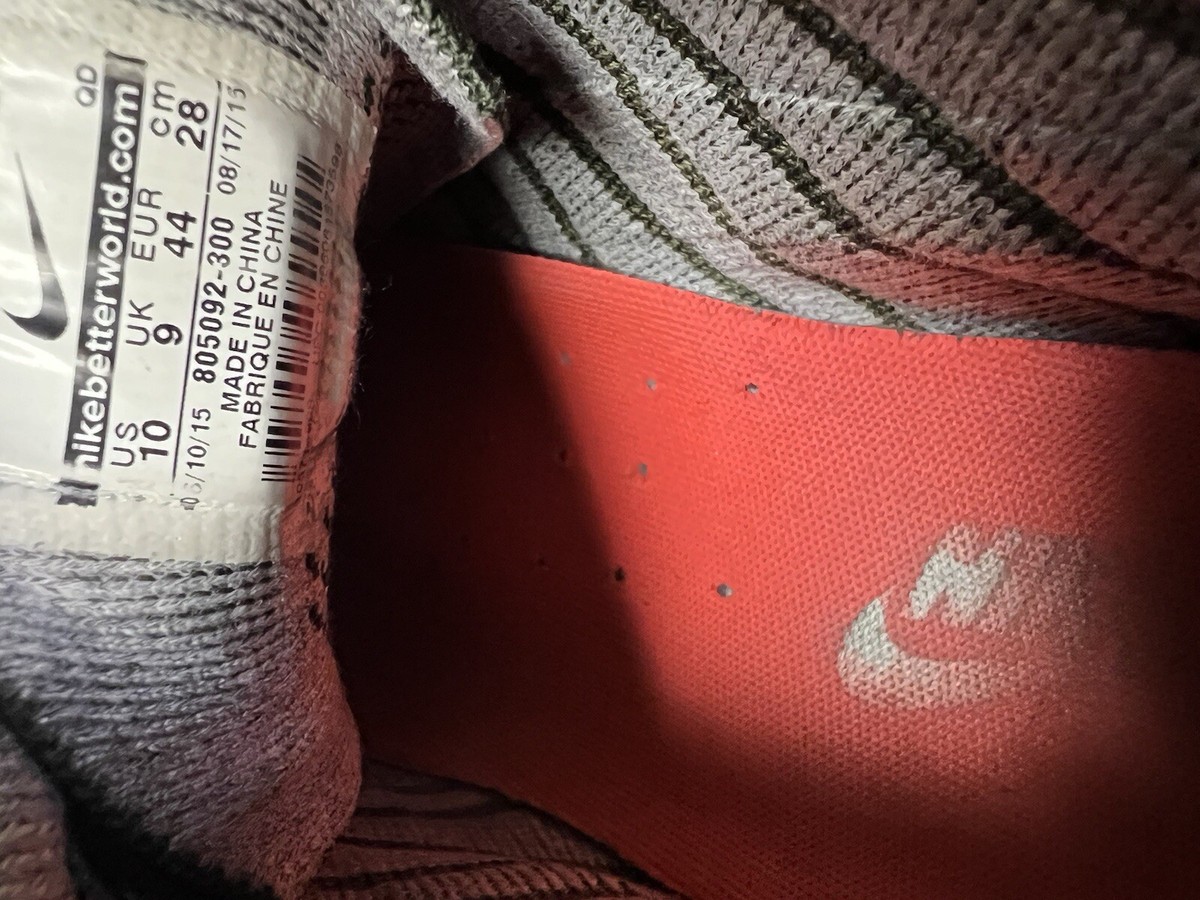 QD
nikebetterworld.com
US UK EUR cm
10 9 44 28
06/10/15 805092-300 08/17/15
MADE IN CHINA
FABRIQUE EN CHINE
N